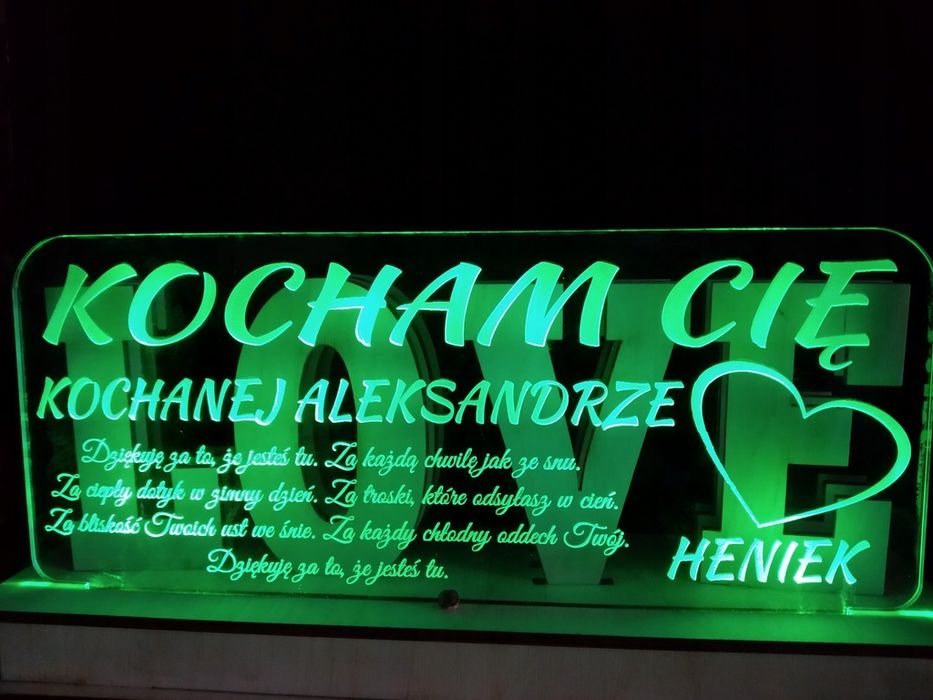 KOCHAM CIĘ
KOCHANEJ ALEKSANDRZE
Dziękuję za to, że jesteś tu. Za każdą chwilę jak ze snu.
Za ciepły dotyk w zimny dzień. Za troski, które odsyłasz w cień.
Za bliskość Twoich ust we śnie. Za każdy chłodny oddech Twój.
Dziękuję za to, że jesteś tu.
HENIEK
LOVE